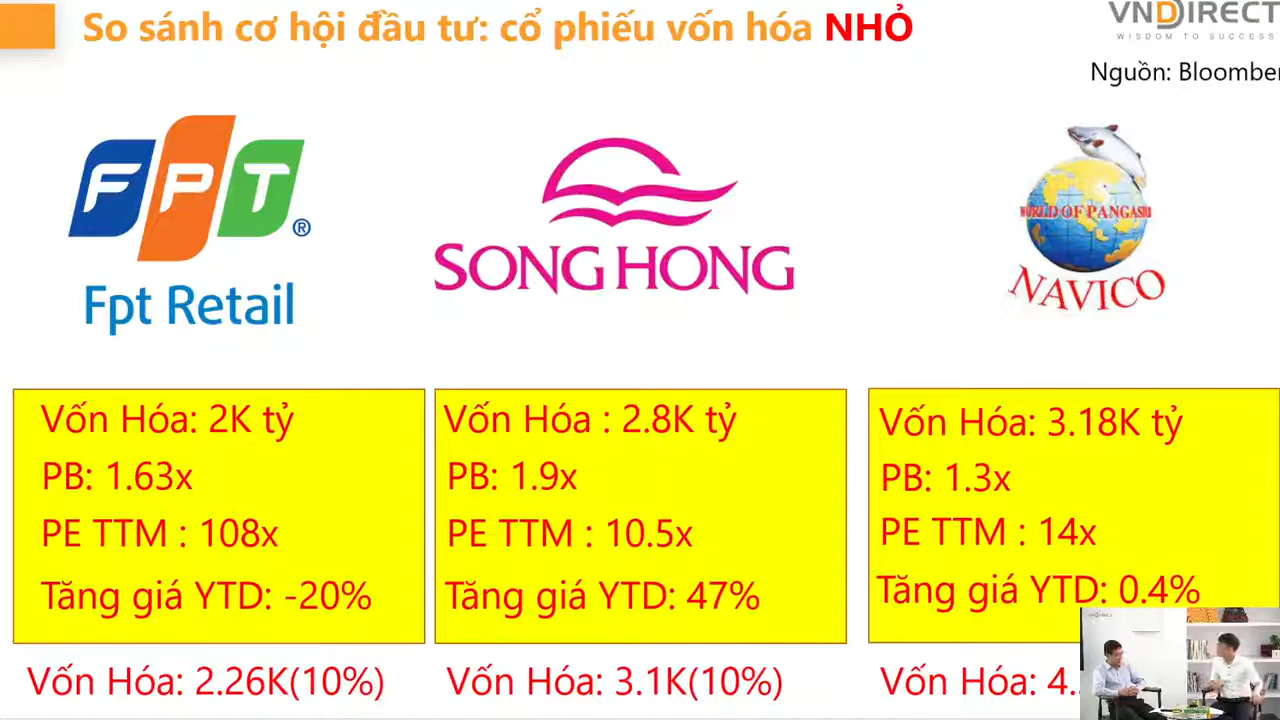 So sánh cơ hội đầu tư: cổ phiếu vốn hóa NHỎ
VNDIRECT
WISDOM TO SUCCESS
Nguồn: Bloomber
FPT®
Fpt Retail
SONG HONG
WORLD OF PANGASIU
NAVICO
Vốn Hóa: 2K tỷ
PB: 1.63x
PE TTM : 108x
Tăng giá YTD: -20%
Vốn Hóa: 2.26K(10%)
Vốn Hóa : 2.8K tỷ
PB: 1.9x
PE TTM : 10.5x
Tăng giá YTD: 47%
Vốn Hóa: 3.1K(10%)
Vốn Hóa: 3.18K tỷ
PB: 1.3x
PE TTM : 14x
Tăng giá YTD: 0.4%
Vốn Hóa: 4.
VNDIRECT